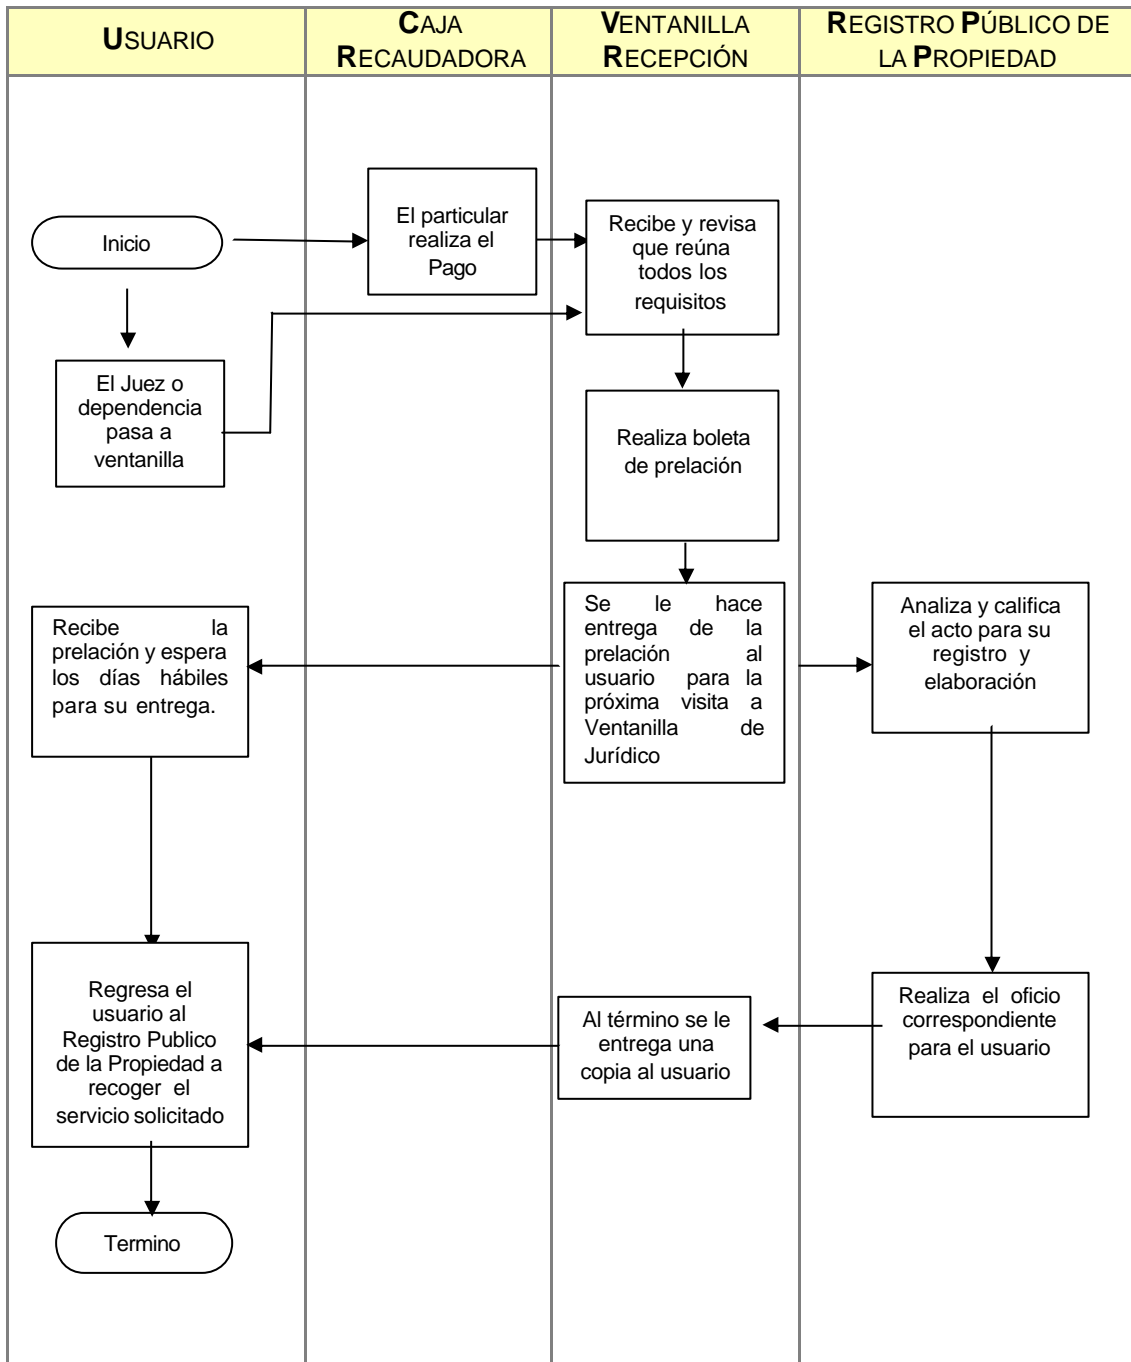 USUARIO
CAJA
RECAUDADORA
VENTANILLA
RECEPCIÓN
REGISTRO PÚBLICO DE
LA PROPIEDAD
Inicio
El particular
realiza el
Pago
Recibe y revisa
que reúna
todos los
requisitos
El Juez o
dependencia
pasa a
ventanilla
Realiza boleta
de prelación
Recibe la
prelación y espera
los días hábiles
para su entrega.
Se le hace
entrega de la
prelación al
usuario para la
próxima visita a
Ventanilla de
Jurídico
Analiza y califica
el acto para su
registro y
elaboración
Regresa el
usuario al
Registro Publico
de la Propiedad a
recoger el
servicio solicitado
Al término se le
entrega una
copia al usuario
Realiza el oficio
correspondiente
para el usuario
Termino